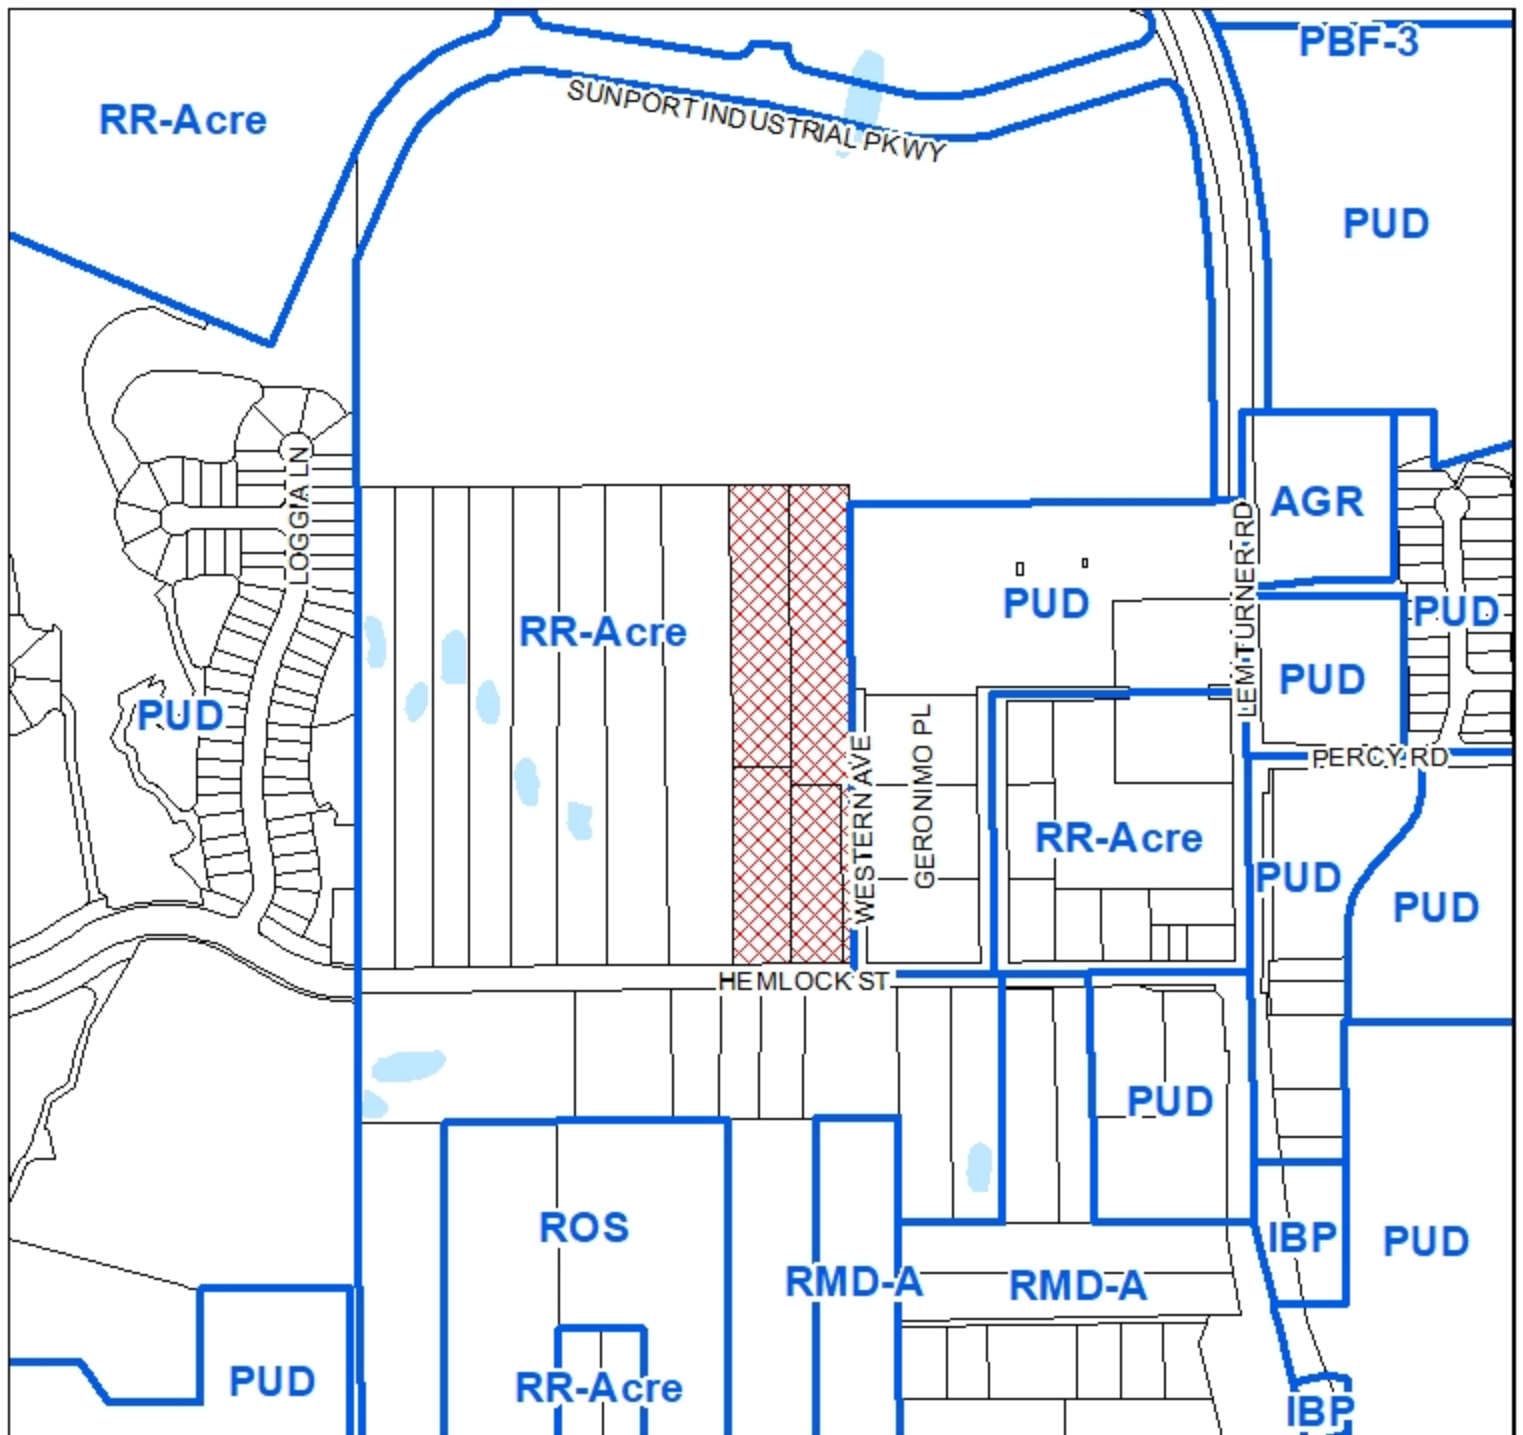 PBF-3
RR-Acre
SUNPORT INDUSTRIAL PKWY
PUD
LOGGIA LN
AGR
LEM TURNER RD
PUD
PUD
RR-Acre
PUD
PUD
PERCY RD
WESTERN AVE
GERONIMO PL
RR-Acre
PUD
PUD
HEMLOCK ST
PUD
ROS
IBP
PUD
RMD-A
RMD-A
PUD
RR-Acre
IBP